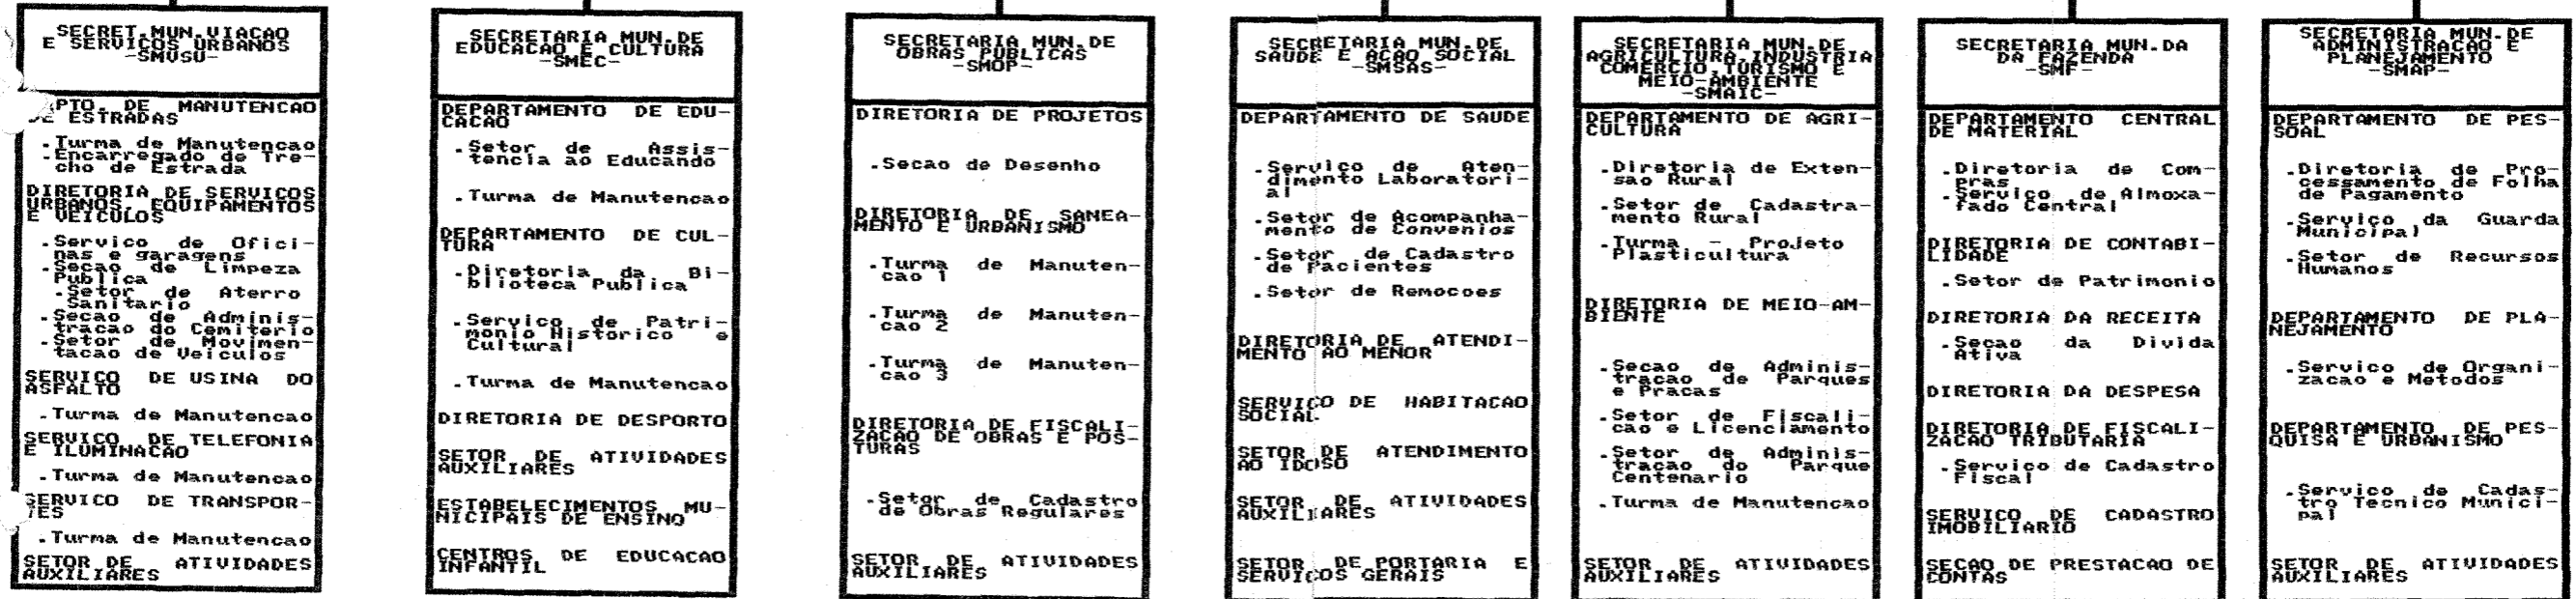 SECRET.MUN.VIACAO
E SERVICOS URBANOS
-SMVSU-
PTO. DE MANUTENCAO
DE ESTRADAS
.Turma de Manutencao
.Encarregado de Tre-
cho de Estrada
DIRETORIA DE SERVICOS
URBANOS, EQUIPAMENTOS
E VEICULOS
.Servico de Ofici-
nas e garagens
.Secao de Limpeza
Publica
.Setor de Aterro
Sanitario
.Secao de Adminis-
tracao do Cemiterio
.Setor de Movimen-
tacao de Veiculos
SERVICO DE USINA DO
ASFALTO
.Turma de Manutencao
SERVICO DE TELEFONIA
E ILUMINACAO
.Turma de Manutencao
SERVICO DE TRANSPOR-
TES
.Turma de Manutencao
SETOR DE ATIVIDADES
AUXILIARES
SECRETARIA MUN.DE
EDUCACAO E CULTURA
-SMEC-
DEPARTAMENTO DE EDU-
CACAO
.Setor de Assis-
tencia ao Educando
.Turma de Manutencao
DEPARTAMENTO DE CUL-
TURA
.Diretoria da Bi-
blioteca Publica
.Servico de Patri-
monio Historico e
Cultural
.Turma de Manutencao
DIRETORIA DE DESPORTO
SETOR DE ATIVIDADES
AUXILIARES
ESTABELECIMENTOS MU-
NICIPAIS DE ENSINO
CENTROS DE EDUCACAO
INFANTIL
SECRETARIA MUN.DE
OBRAS PUBLICAS
-SMOP-
DIRETORIA DE PROJETOS
.Secao de Desenho
DIRETORIA DE SANEA-
MENTO E URBANISMO
.Turma de Manuten-
cao 1
.Turma de Manuten-
cao 2
.Turma de Manuten-
cao 3
DIRETORIA DE FISCALI-
ZACAO DE OBRAS E POS-
TURAS
.Setor de Cadastro
de Obras Regulares
SETOR DE ATIVIDADES
AUXILIARES
SECRETARIA MUN.DE
SAUDE E ACAO SOCIAL
-SMSAS-
DEPARTAMENTO DE SAUDE
.Servico de Aten-
dimento Laboratori-
al
.Setor de Acompanha-
mento de Convenios
.Setor de Cadastro
de Pacientes
.Setor de Remocoes
DIRETORIA DE ATENDI-
MENTO AO MENOR
SERVICO DE HABITACAO
SOCIAL
SETOR DE ATENDIMENTO
AO IDOSO
SETOR DE ATIVIDADES
AUXILIARES
SETOR DE PORTARIA E
SERVICOS GERAIS
SECRETARIA MUN.DE
AGRICULTURA,INDUSTRIA
COMERCIO,TURISMO E
MEIO-AMBIENTE
-SMAIC-
DEPARTAMENTO DE AGRI-
CULTURA
.Diretoria de Exten-
sao Rural
.Setor de Cadastra-
mento Rural
.Turma - Projeto
Plasticultura
DIRETORIA DE MEIO-AM-
BIENTE
.Secao de Adminis-
tracao de Parques
e Pracas
.Setor de Fiscali-
cao e Licenciamento
.Setor de Adminis-
tracao do Parque
Centenario
.Turma de Manutencao
SETOR DE ATIVIDADES
AUXILIARES
SECRETARIA MUN.DA
DA FAZENDA
-SMF-
DEPARTAMENTO CENTRAL
DE MATERIAL
.Diretoria de Com-
pras
.Servico de Almoxa-
fado Central
DIRETORIA DE CONTABI-
LIDADE
.Setor de Patrimonio
DIRETORIA DA RECEITA
.Secao da Divida
Ativa
DIRETORIA DA DESPESA
DIRETORIA DE FISCALI-
ZACAO TRIBUTARIA
.Servico de Cadastro
Fiscal
SERVICO DE CADASTRO
IMOBILIARIO
SECAO DE PRESTACAO DE
CONTAS
SECRETARIA MUN.DE
ADMINISTRACAO E
PLANEJAMENTO
-SMAP-
DEPARTAMENTO DE PES-
SOAL
.Diretoria de Pro-
cessamento de Folha
de Pagamento
.Servico da Guarda
Municipal
.Setor de Recursos
Humanos
DEPARTAMENTO DE PLA-
NEJAMENTO
.Servico de Organi-
zacao e Metodos
DEPARTAMENTO DE PES-
QUISA E URBANISMO
.Servico de Cadas-
tro Tecnico Munici-
pal
SETOR DE ATIVIDADES
AUXILIARES